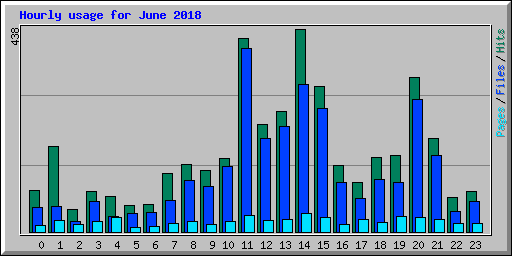 Hourly usage for June 2018
438
Pages / Files / Hits
0 1 2 3 4 5 6 7 8 9 10 11 12 13 14 15 16 17 18 19 20 21 22 23